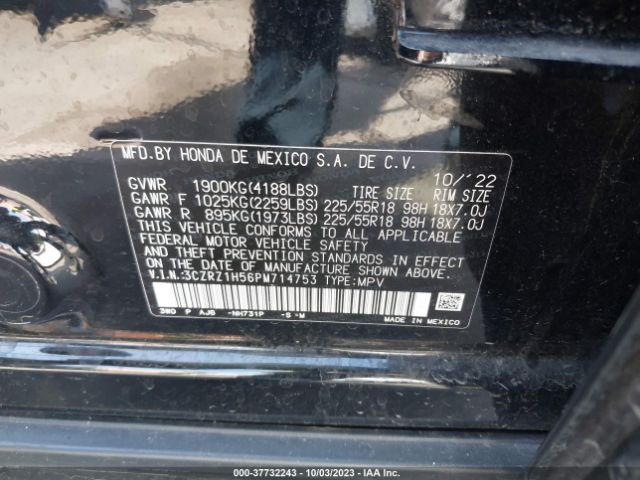 MFD.BY HONDA DE MEXICO S.A. DE C.V. 10/'22
GVWR 1900KG(4188LBS) TIRE SIZE RIM SIZE
GAWR F 1025KG(2259LBS) 225/55R18 98H 18X7.0J
GAWR R 895KG(1973LBS) 225/55R18 98H 18X7.0J
THIS VEHICLE CONFORMS TO ALL APPLICABLE
FEDERAL MOTOR VEHICLE SAFETY
AND THEFT PREVENTION STANDARDS IN EFFECT
ON THE DATE OF MANUFACTURE SHOWN ABOVE.
V.I.N:3CZRZ1H56PM714753 TYPE:MPV
3W0 P AJ6 -NH731P -S -M
MADE IN MEXICO
000-37732243 - 10/03/2023 - IAA Inc.